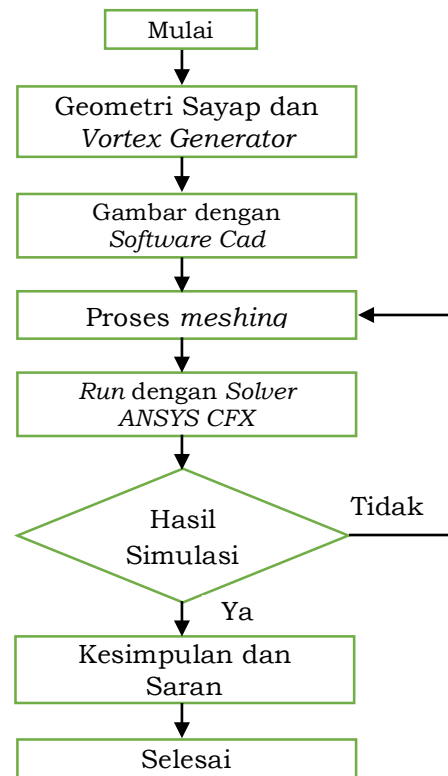 Mulai
Geometri Sayap dan
Vortex Generator
Gambar dengan
Software Cad
Proses meshing
Run dengan Solver
ANSYS CFX
Hasil
Simulasi
Tidak
Ya
Kesimpulan dan
Saran
Selesai